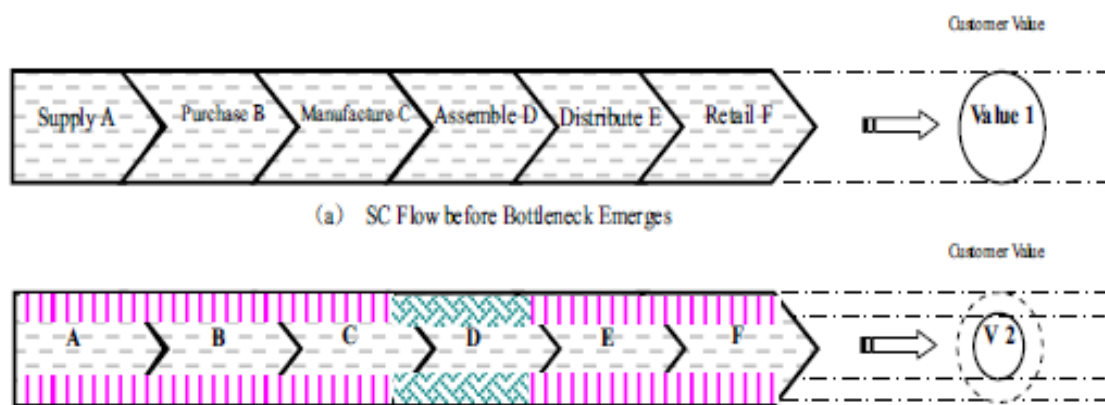 Customer Value
Supply A Purchase B Manufacture C Assemble D Distribute E Retail F Value 1
(a) SC Flow before Bottleneck Emerges
Customer Value
A B C D E F V 2